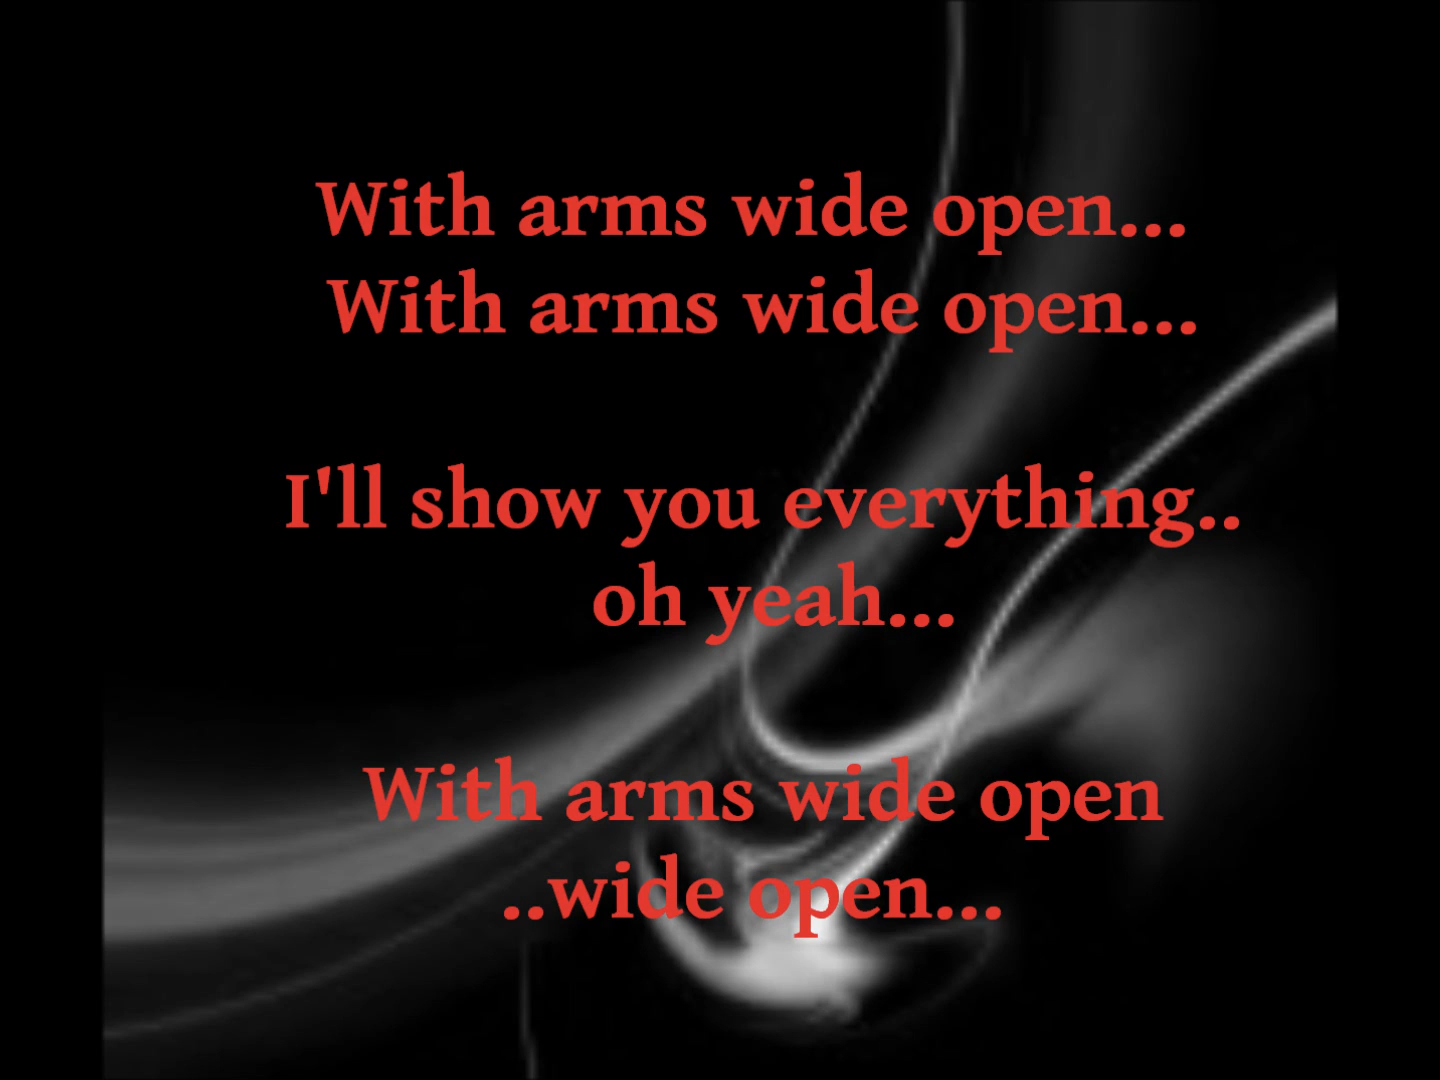 With arms wide open...
With arms wide open...
I'll show you everything..
oh yeah...
With arms wide open
..wide open...